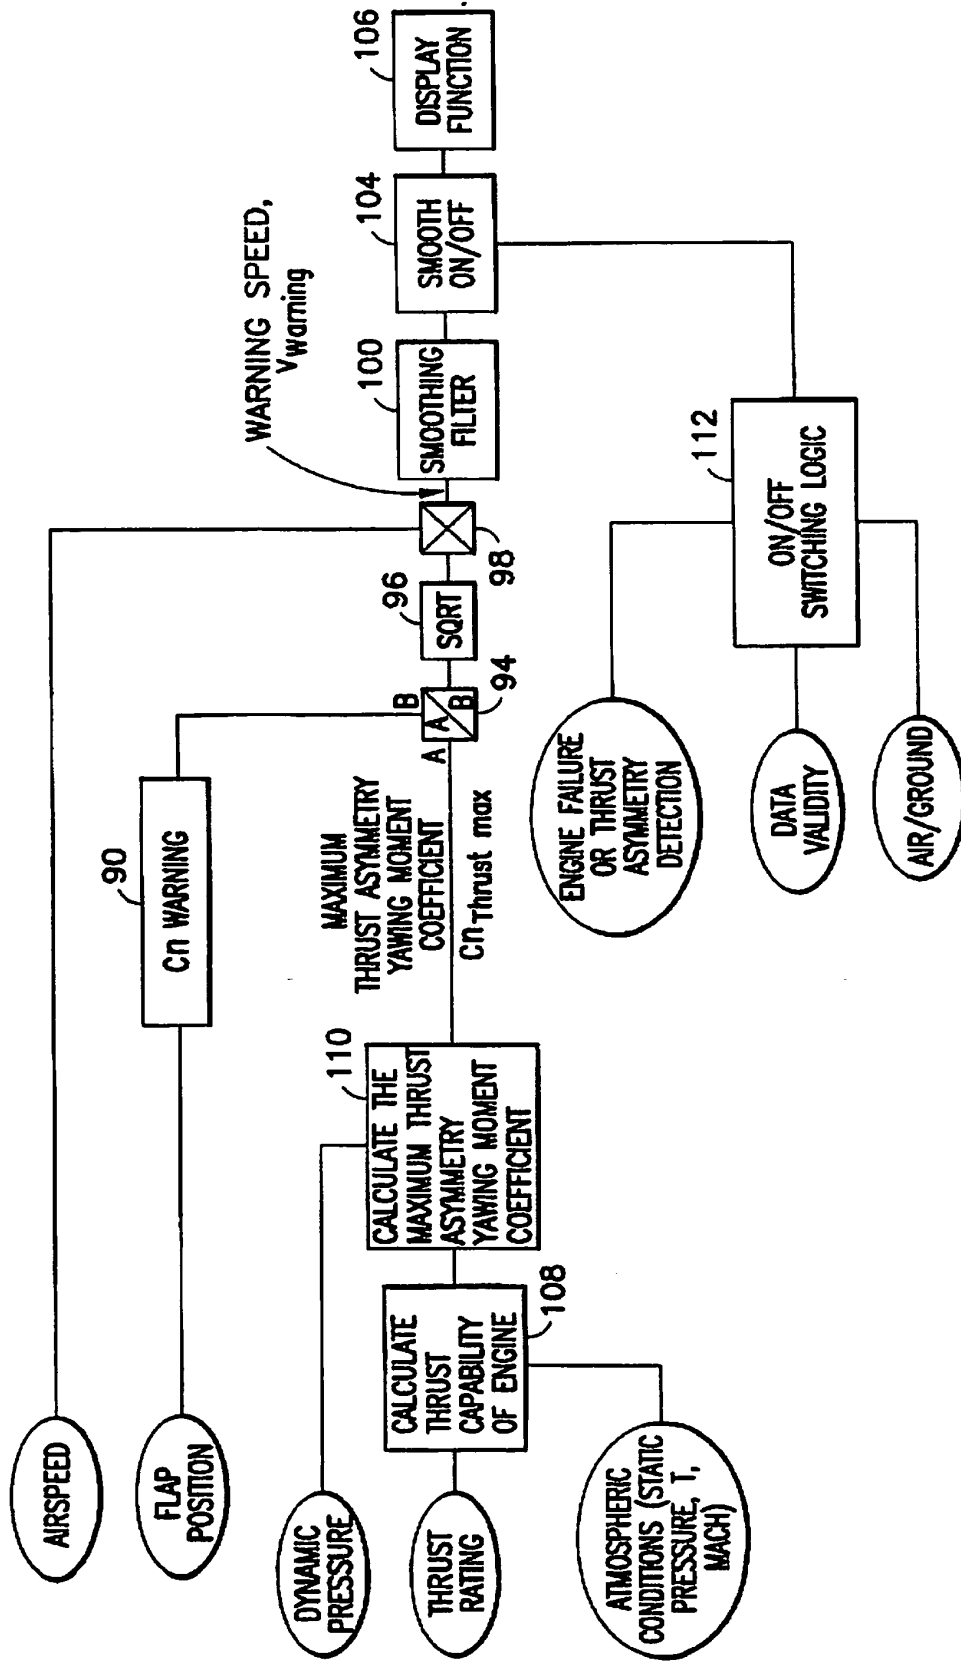 AIRSPEED
FLAP
POSITION
90
Cn WARNING
DYNAMIC
PRESSURE
THRUST
RATING
ATMOSPHERIC
CONDITIONS (STATIC
PRESSURE, T,
MACH)
CALCULATE
THRUST
CAPABILITY
OF ENGINE
108
110
CALCULATE THE
MAXIMUM THRUST
ASYMMETRY
YAWING MOMENT
COEFFICIENT
MAXIMUM
THRUST ASYMMETRY
YAWING MOMENT
COEFFICIENT
CnThrust max
A
B
A
B
94
96
SQRT
98
WARNING SPEED,
VWarning
100
SMOOTHING
FILTER
104
SMOOTH
ON/OFF
106
DISPLAY
FUNCTION
ENGINE FAILURE
OR THRUST
ASYMMETRY
DETECTION
DATA
VALIDITY
AIR/GROUND
112
ON/OFF
SWITCHING LOGIC